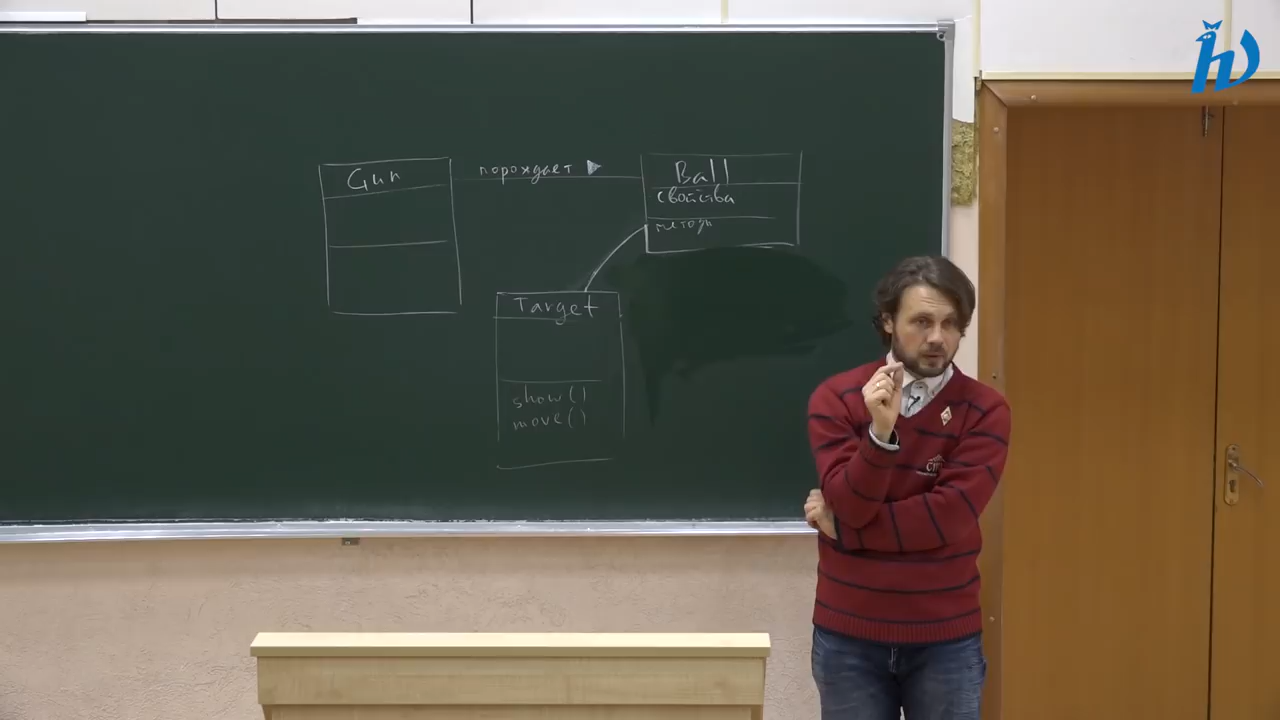 Gun
порождает
Ball
свойства
методы
Target
show()
move()